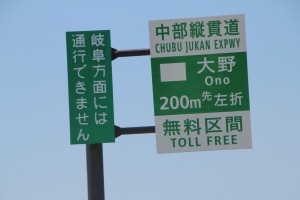 岐阜方面には
通行できません
中部縦貫道
CHUBU JUKAN EXPWY
大野
Ono
200m先左折
無料区間
TOLL FREE